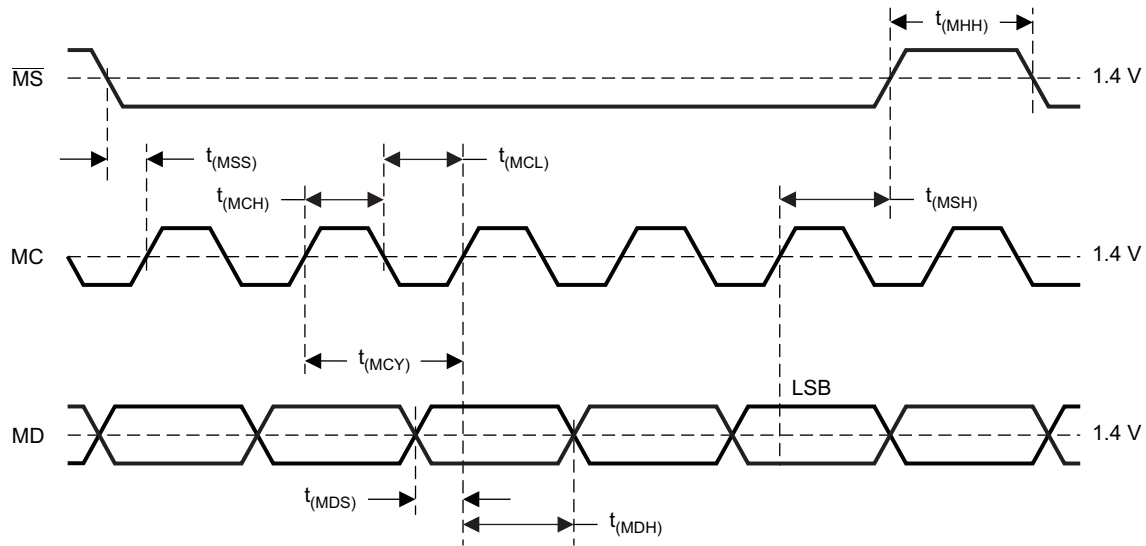 t(MHH)
MS
1.4 V
t(MSS)
t(MCL)
t(MCH)
t(MSH)
MC
1.4 V
t(MCY)
LSB
MD
1.4 V
t(MDS)
t(MDH)